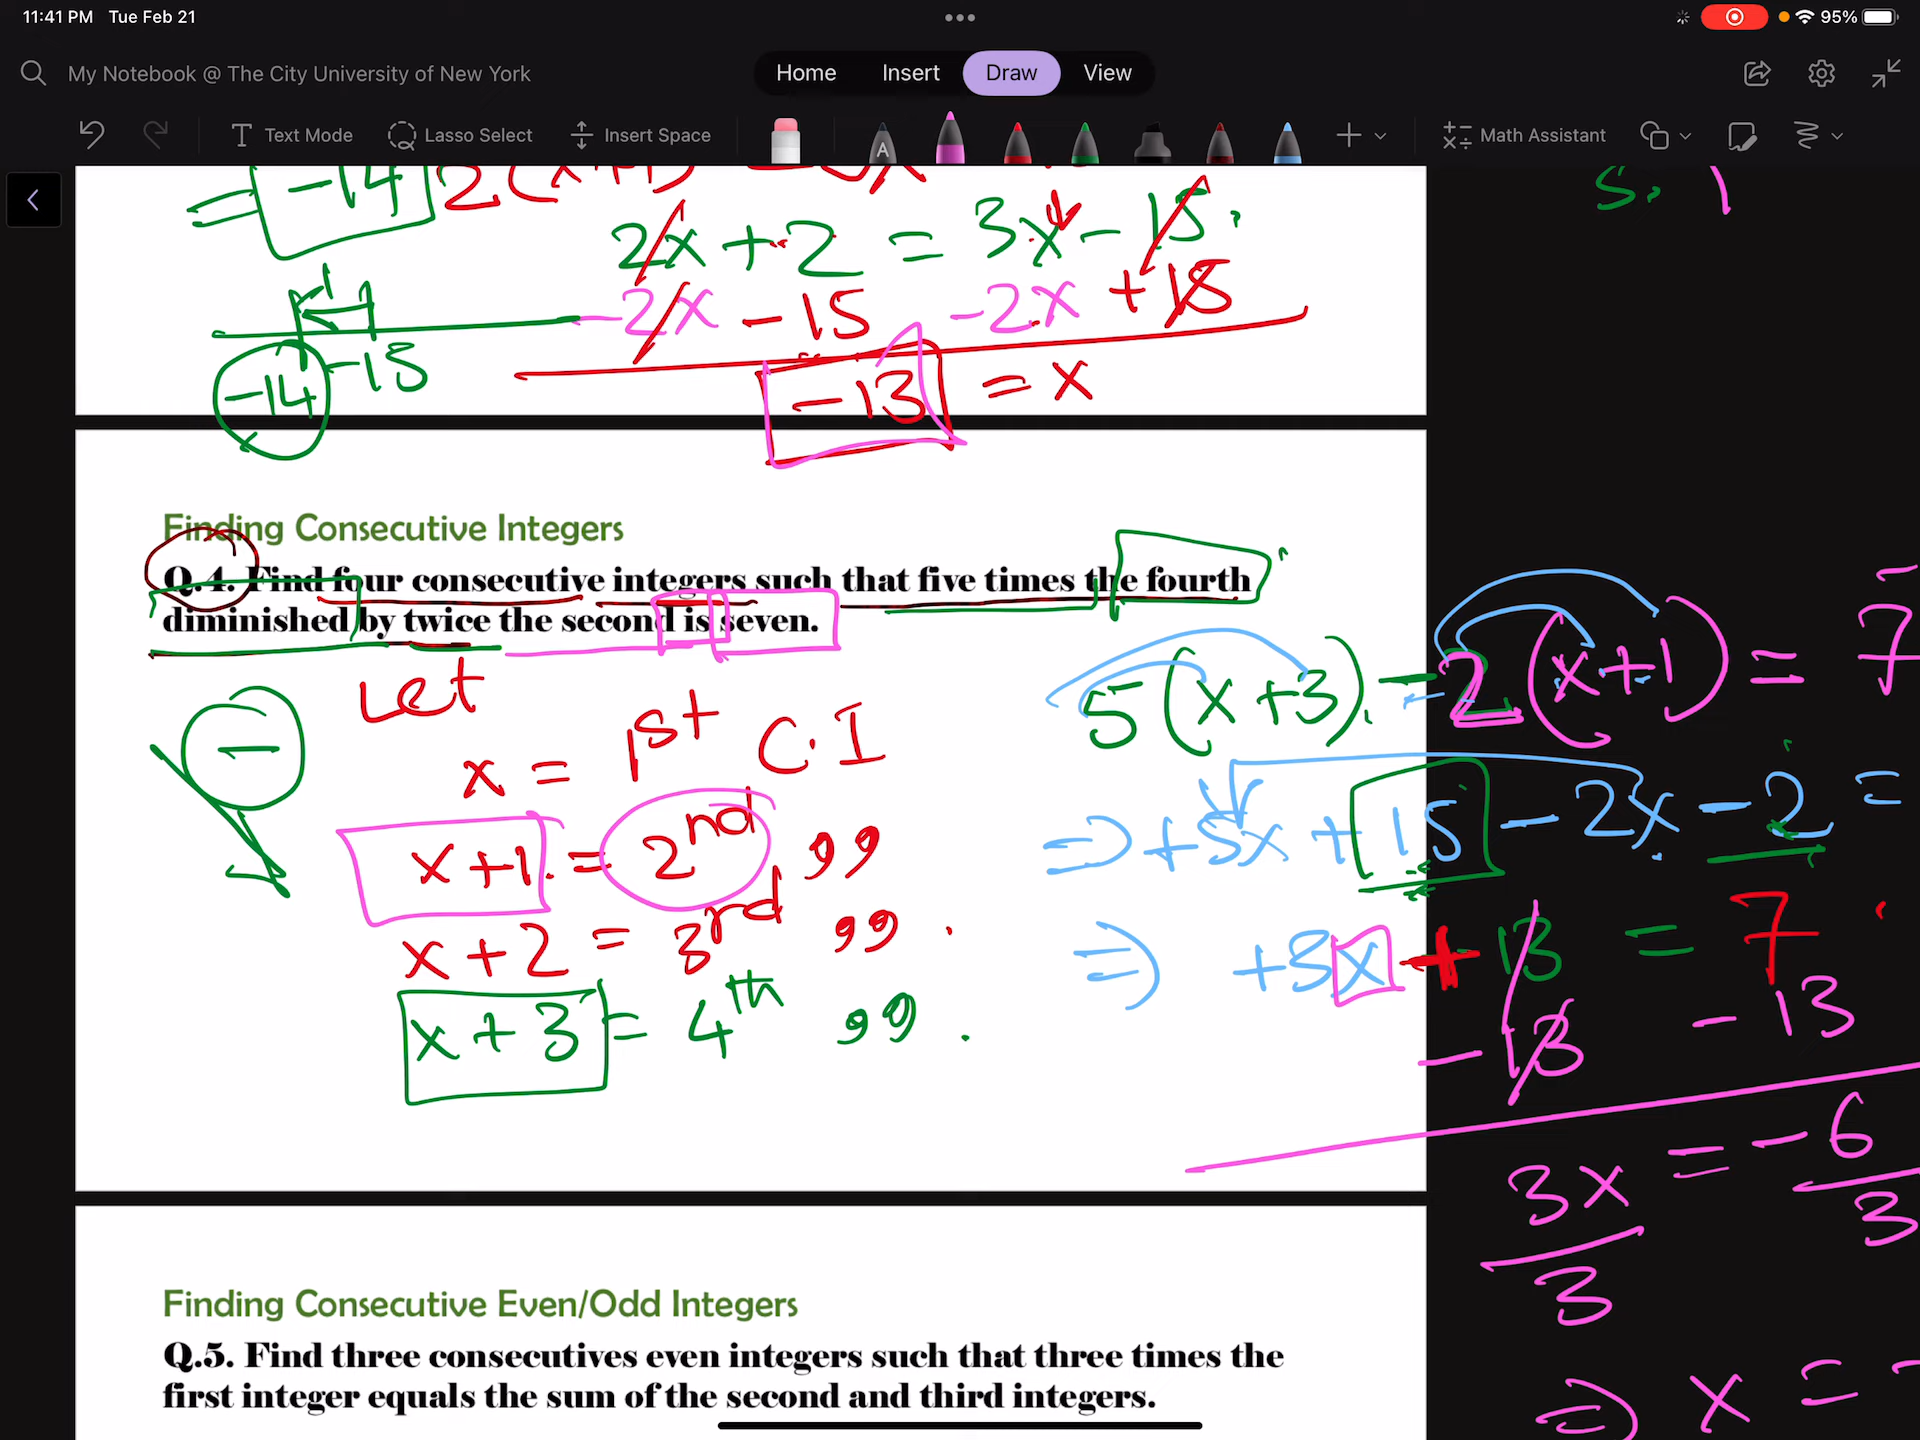 11:41 PM Tue Feb 21
95%
My Notebook @ The City University of New York
Home Insert Draw View
Text Mode Lasso Select Insert Space A Math Assistant
= -14 2(x+1)
5.
2x + 2 = 3x - 15
-2x - 15 -2x + 15
-14 -15
-13 = x
Finding Consecutive Integers
Q.4. Find four consecutive integers such that five times the fourth
diminished by twice the second is seven.
Let
x = 1st C.I
x+1 = 2nd ,,
x+2 = 3rd ,,
x+3 = 4th ,,
5(x+3) - 2(x+1) = 7
=> +5x + 15 - 2x - 2 =
=> +3x + 13 = 7
-13 -13
3x = -6
3 3
=> x = -
Finding Consecutive Even/Odd Integers
Q.5. Find three consecutives even integers such that three times the
first integer equals the sum of the second and third integers.